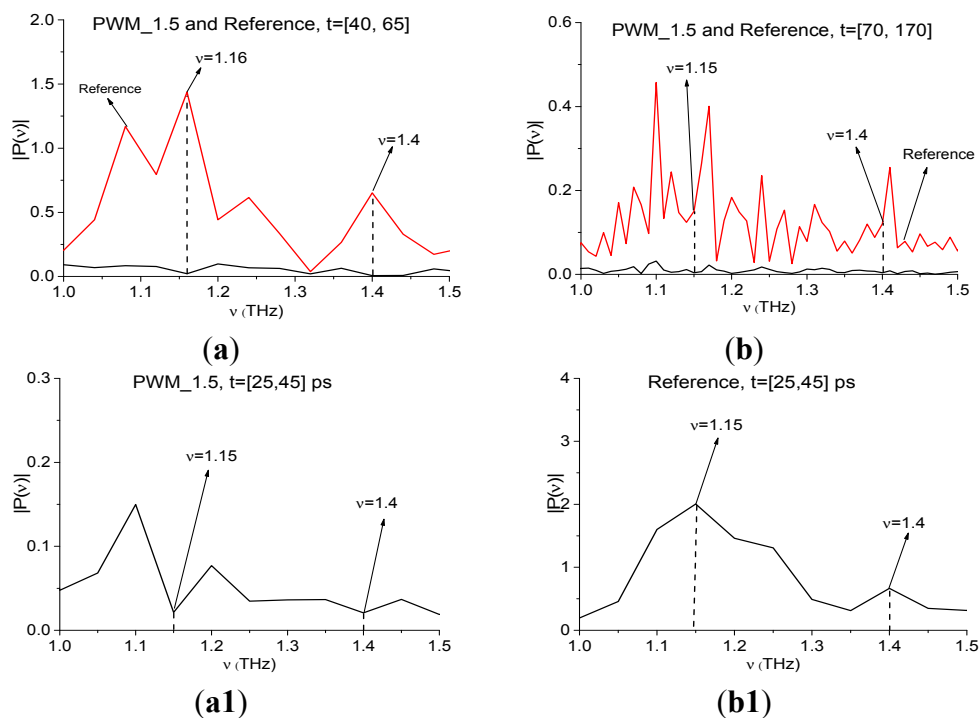 PWM_1.5 and Reference, t=[40, 65]
2.0
1.5
1.0
0.5
0.0
|P(ν)|
Reference
ν=1.16
ν=1.4
1.0 1.1 1.2 1.3 1.4 1.5
ν (THz)
(a)
PWM_1.5 and Reference, t=[70, 170]
0.6
0.4
0.2
0.0
|P(ν)|
ν=1.15
ν=1.4
Reference
1.0 1.1 1.2 1.3 1.4 1.5
ν (THz)
(b)
PWM_1.5, t=[25,45] ps
0.3
0.2
0.1
0.0
|P(ν)|
ν=1.15
ν=1.4
1.0 1.1 1.2 1.3 1.4 1.5
ν (THz)
(a1)
Reference, t=[25,45] ps
4
3
2
1
0
|P(ν)|
ν=1.15
ν=1.4
1.0 1.1 1.2 1.3 1.4 1.5
ν (THz)
(b1)